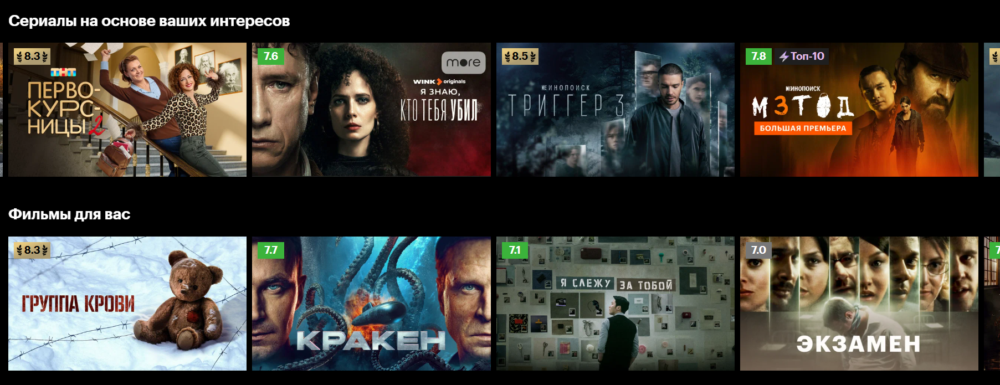 Сериалы на основе ваших интересов
8.3
ТНТ
ПЕРВО-
КУРС-
НИЦЫ 2
7.6
more
WINK originals
Я ЗНАЮ,
КТО ТЕБЯ УБИЛ
8.5
КИНОПОИСК
ТРИГГЕР 3
7.8 Топ-10
КИНОПОИСК
М3ТОД
БОЛЬШАЯ ПРЕМЬЕРА
Фильмы для вас
8.3
ГРУППА КРОВИ
7.7
КРАКЕН
7.1
Я СЛЕЖУ ЗА ТОБОЙ
7.0
ЭКЗАМЕН